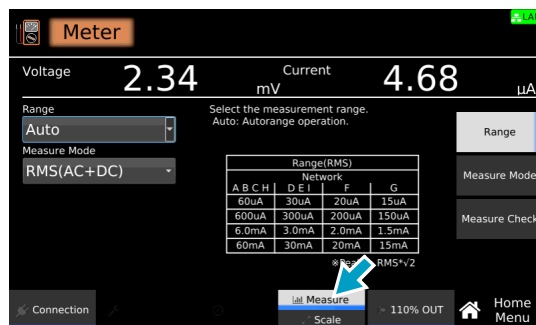 LAN
Meter
Voltage 2.34 mV Current 4.68 μA
Range
Auto
Measure Mode
RMS(AC+DC)
Select the measurement range.
Auto: Autorange operation.
Range(RMS)
Network
A B C H D E I F G
60uA 30uA 20uA 15uA
600uA 300uA 200uA 150uA
6.0mA 3.0mA 2.0mA 1.5mA
60mA 30mA 20mA 15mA
RMS*√2
Range
Measure Mode
Measure Check
Connection
Measure
Scale
110% OUT
Home
Menu